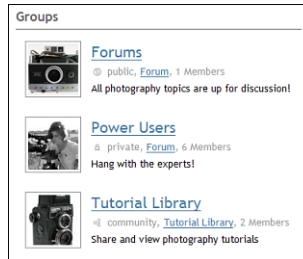 Groups
Forums
public, Forum, 1 Members
All photography topics are up for discussion!
Power Users
private, Forum, 6 Members
Hang with the experts!
Tutorial Library
community, Tutorial Library, 2 Members
Share and view photography tutorials